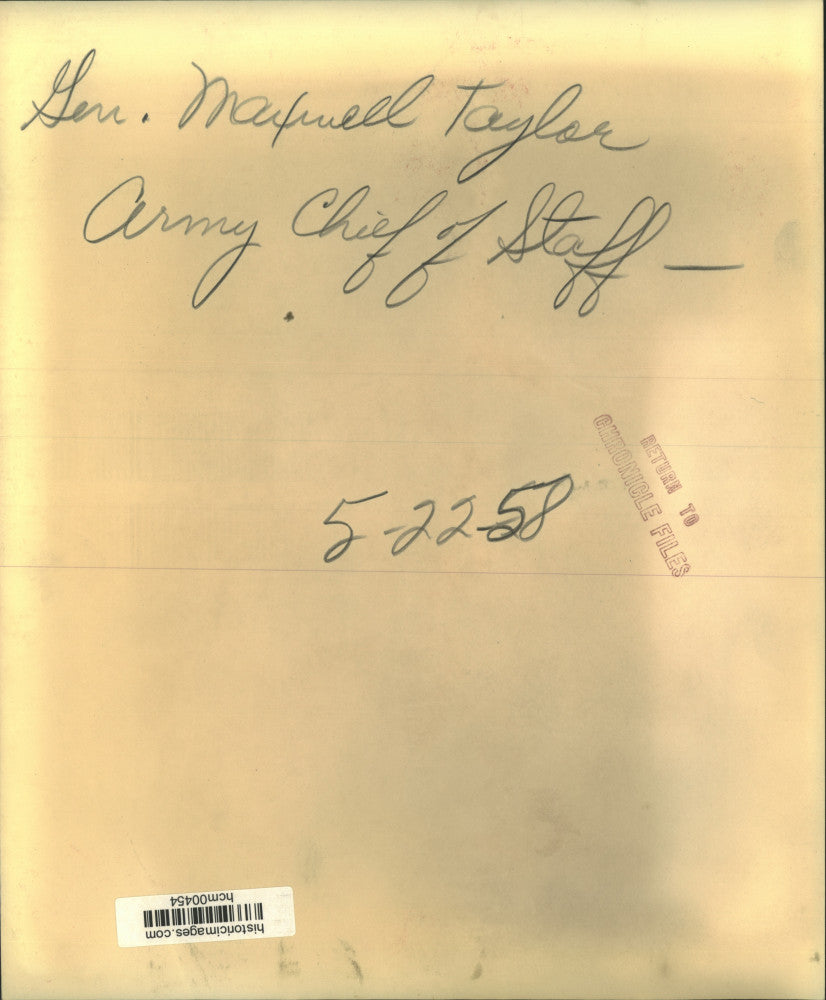 Gen. Maxwell Taylor
Army Chief of Staff —
5-22-58
RETURN TO
CHRONICLE FILES
historicimages.com
hcm00454